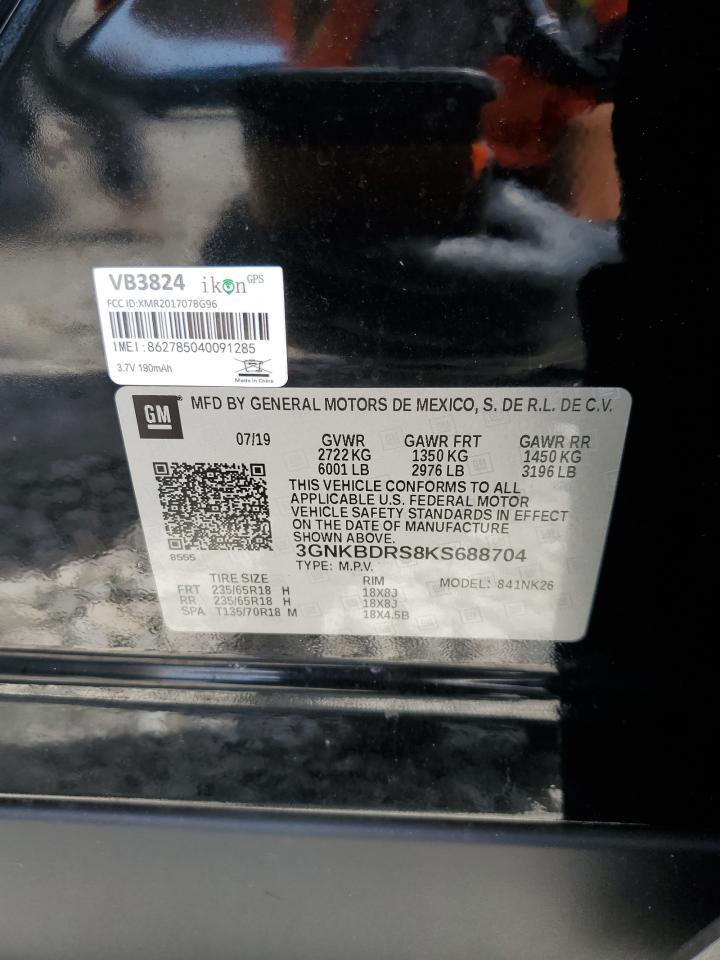 VB3824 ikon GPS
FCC ID:XMR201707BG96
IMEI:862785040091285
3.7V 190mAh
Made in China
GM MFD BY GENERAL MOTORS DE MEXICO, S. DE R.L. DE C.V.
07/19 GVWR GAWR FRT GAWR RR
2722 KG 1350 KG 1450 KG
6001 LB 2976 LB 3196 LB
THIS VEHICLE CONFORMS TO ALL
APPLICABLE U.S. FEDERAL MOTOR
VEHICLE SAFETY STANDARDS IN EFFECT
ON THE DATE OF MANUFACTURE
SHOWN ABOVE.
8555
3GNKBDRS8KS688704
TYPE: M.P.V. MODEL: 841NK26
TIRE SIZE RIM
FRT 235/65R18 H 18X8J
RR 235/65R18 H 18X8J
SPA T135/70R18 M 18X4.5B